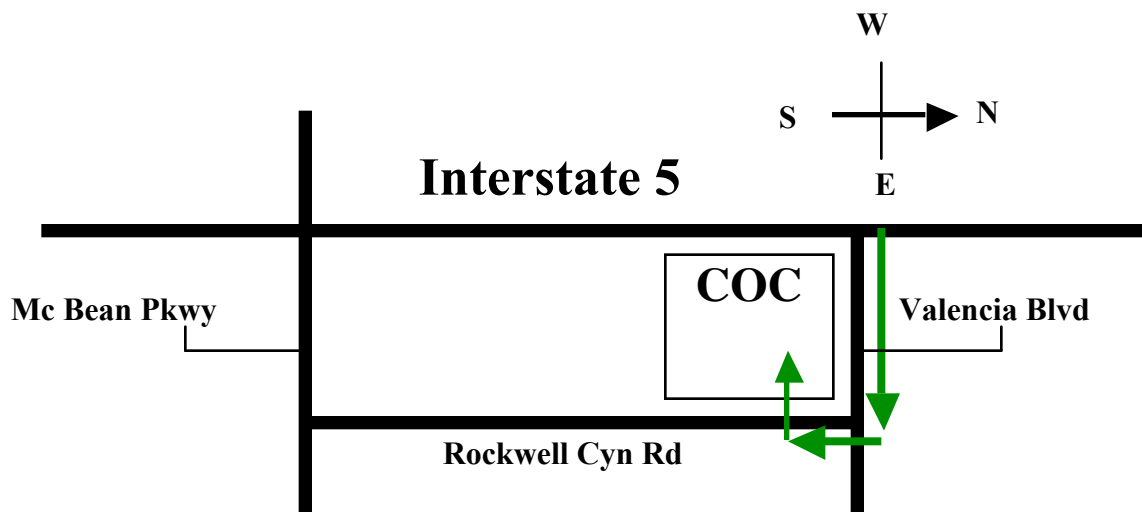 W
S
N
E
Interstate 5
COC
Mc Bean Pkwy
Valencia Blvd
Rockwell Cyn Rd